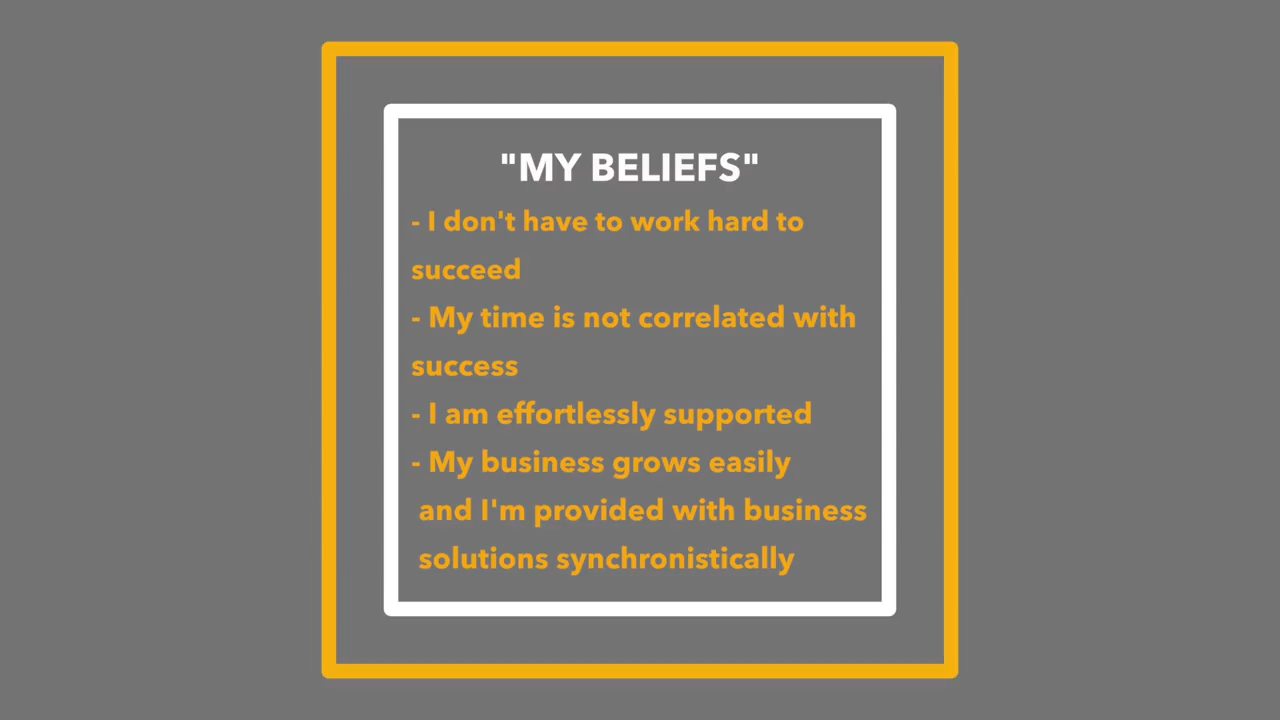 "MY BELIEFS"
- I don't have to work hard to
succeed
- My time is not correlated with
success
- I am effortlessly supported
- My business grows easily
and I'm provided with business
solutions synchronistically